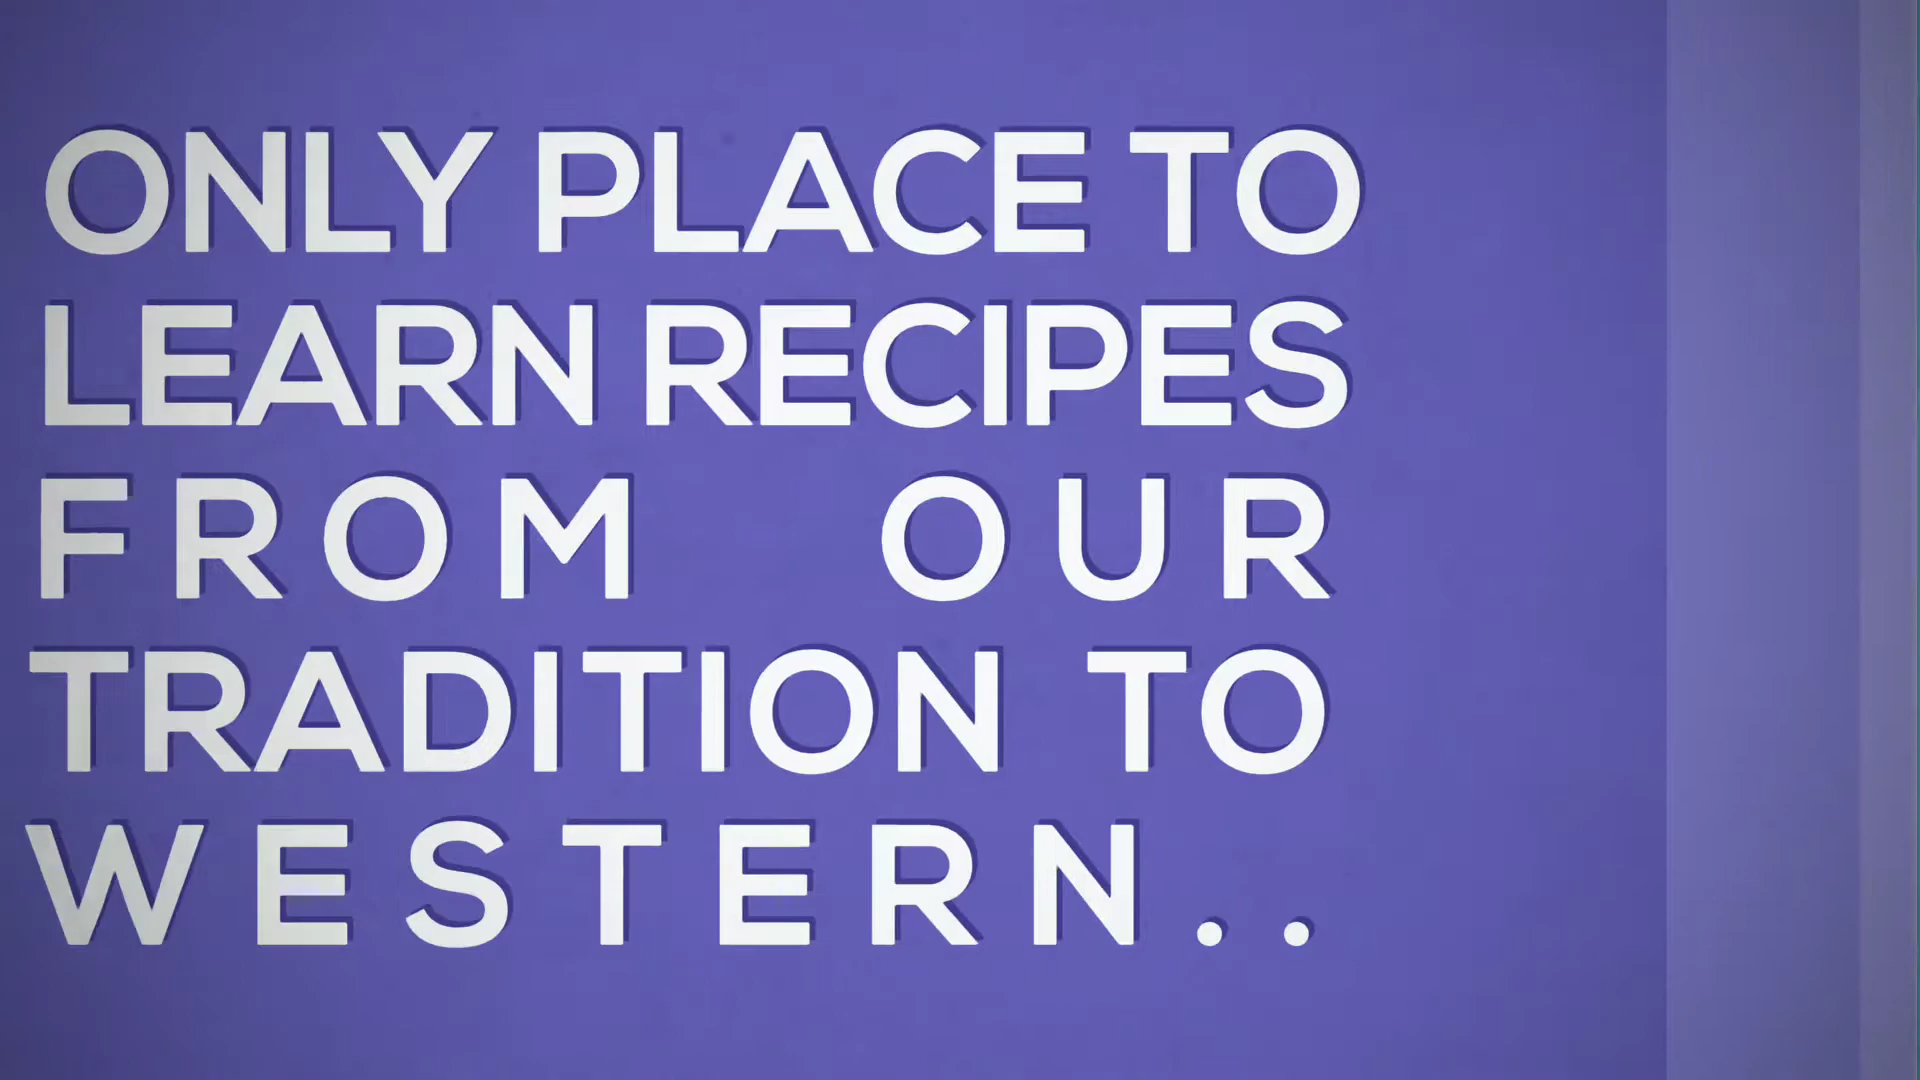 ONLY PLACE TO
LEARN RECIPES
FROM OUR
TRADITION TO
WESTERN..